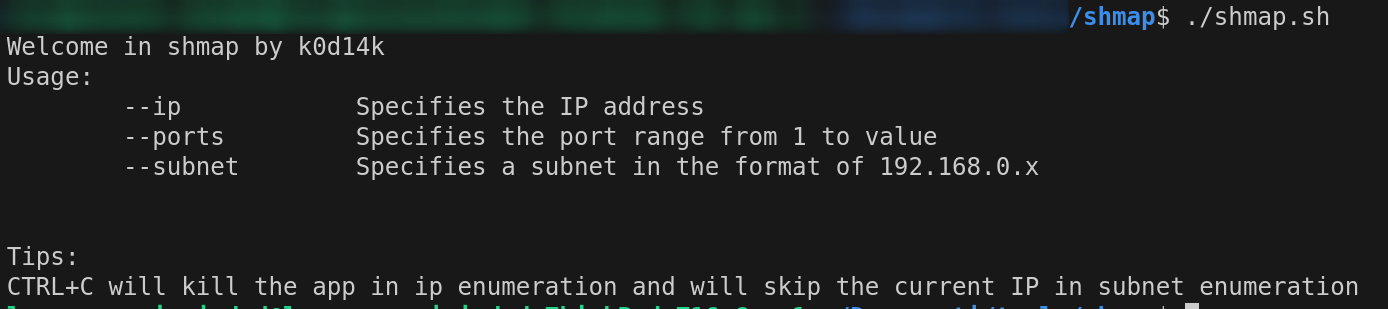 /shmap$ ./shmap.sh
Welcome in shmap by k0d14k
Usage:
--ip Specifies the IP address
--ports Specifies the port range from 1 to value
--subnet Specifies a subnet in the format of 192.168.0.x
Tips:
CTRL+C will kill the app in ip enumeration and will skip the current IP in subnet enumeration